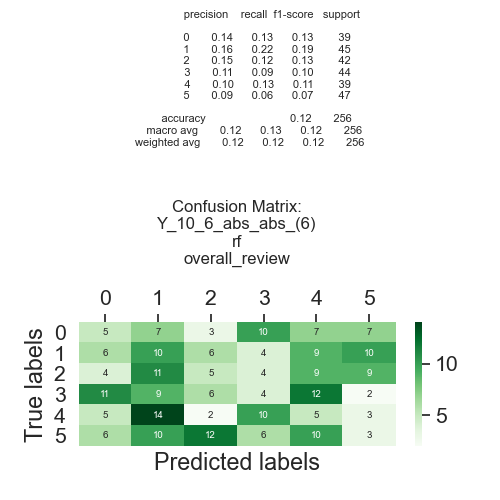 precision recall f1-score support
0 0.14 0.13 0.13 39
1 0.16 0.22 0.19 45
2 0.15 0.12 0.13 42
3 0.11 0.09 0.10 44
4 0.10 0.13 0.11 39
5 0.09 0.06 0.07 47
accuracy 0.12 256
macro avg 0.12 0.13 0.12 256
weighted avg 0.12 0.12 0.12 256
Confusion Matrix:
Y_10_6_abs_abs_(6)
rf
overall_review
0 1 2 3 4 5
0 5 7 3 10 7 7
1 6 10 6 4 9 10
2 4 11 5 4 9 9
3 11 9 6 4 12 2
4 5 14 2 10 5 3
5 6 10 12 6 10 3
True labels
Predicted labels
10
5